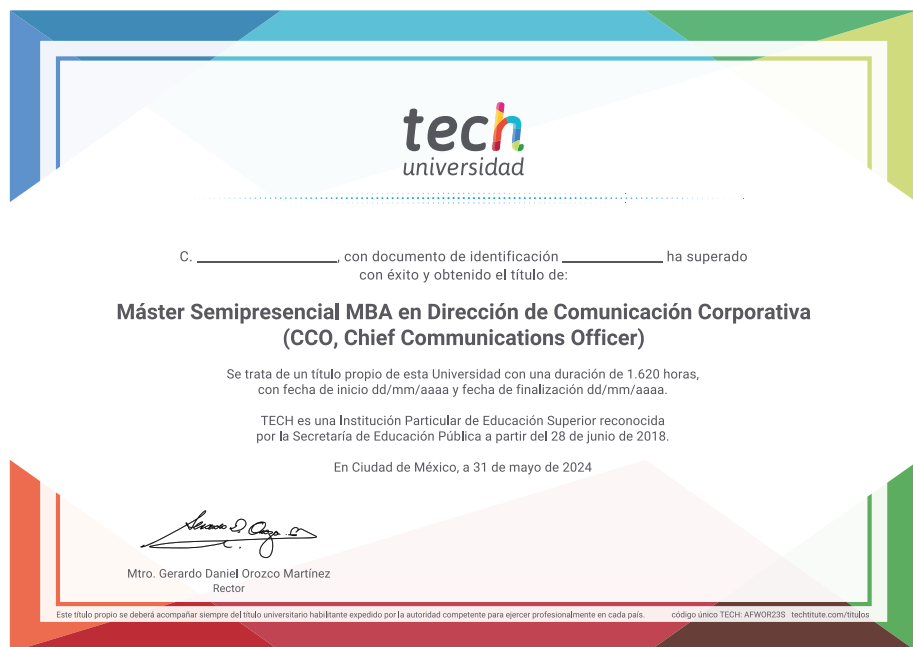 tech
universidad
C. ____________________, con documento de identificación ______________ ha superado
con éxito y obtenido el título de:
Máster Semipresencial MBA en Dirección de Comunicación Corporativa
(CCO, Chief Communications Officer)
Se trata de un título propio de esta Universidad con una duración de 1.620 horas,
con fecha de inicio dd/mm/aaaa y fecha de finalización dd/mm/aaaa.
TECH es una Institución Particular de Educación Superior reconocida
por la Secretaría de Educación Pública a partir del 28 de junio de 2018.
En Ciudad de México, a 31 de mayo de 2024
Mtro. Gerardo Daniel Orozco Martínez
Rector
Este título propio se deberá acompañar siempre del título universitario habilitante expedido por la autoridad competente para ejercer profesionalmente en cada país. código único TECH: AFWOR23S techtitute.com/titulos